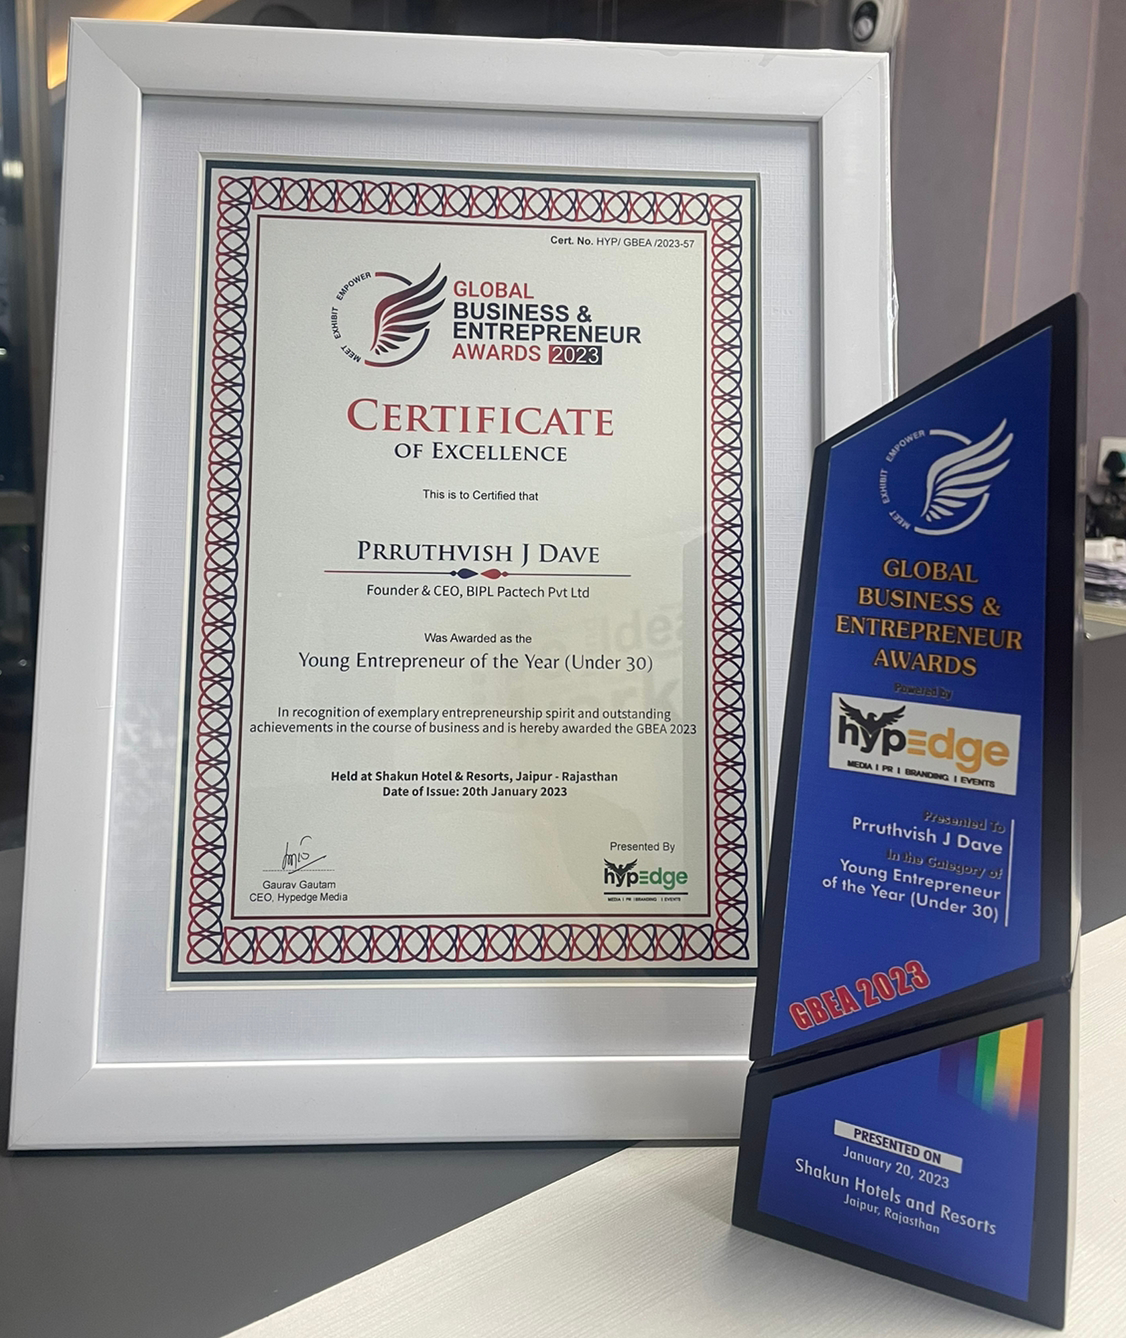 Cert. No. HYP/ GBEA /2023-57
MEET EXHIBIT EMPOWER
GLOBAL
BUSINESS &
ENTREPRENEUR
AWARDS 2023
CERTIFICATE
OF EXCELLENCE
This is to Certified that
PRRUTHVISH J DAVE
Founder & CEO, BIPL Pactech Pvt Ltd
Was Awarded as the
Young Entrepreneur of the Year (Under 30)
In recognition of exemplary entrepreneurship spirit and outstanding
achievements in the course of business and is hereby awarded the GBEA 2023
Held at Shakun Hotel & Resorts, Jaipur - Rajasthan
Date of Issue: 20th January 2023
Gaurav Gautam
CEO, Hypedge Media
Presented By
hypedge
MEDIA | PR | BRANDING | EVENTS
MEET EXHIBIT EMPOWER
GLOBAL
BUSINESS &
ENTREPRENEUR
AWARDS
Powered by
hypedge
MEDIA | PR | BRANDING | EVENTS
Presented To
Prruthvish J Dave
In the Category of
Young Entrepreneur
of the Year (Under 30)
GBEA 2023
PRESENTED ON
January 20, 2023
Shakun Hotels and Resorts
Jaipur, Rajasthan